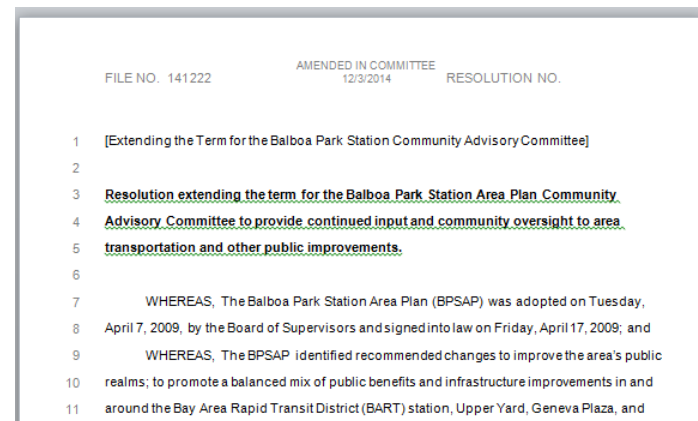 AMENDED IN COMMITTEE
FILE NO. 141222 12/3/2014 RESOLUTION NO.
1 [Extending the Term for the Balboa Park Station Community Advisory Committee]
2
3 Resolution extending the term for the Balboa Park Station Area Plan Community
4 Advisory Committee to provide continued input and community oversight to area
5 transportation and other public improvements.
6
7 WHEREAS, The Balboa Park Station Area Plan (BPSAP) was adopted on Tuesday,
8 April 7, 2009, by the Board of Supervisors and signed into law on Friday, April 17, 2009; and
9 WHEREAS, The BPSAP identified recommended changes to improve the area's public
10 realms; to promote a balanced mix of public benefits and infrastructure improvements in and
11 around the Bay Area Rapid Transit District (BART) station, Upper Yard, Geneva Plaza, and